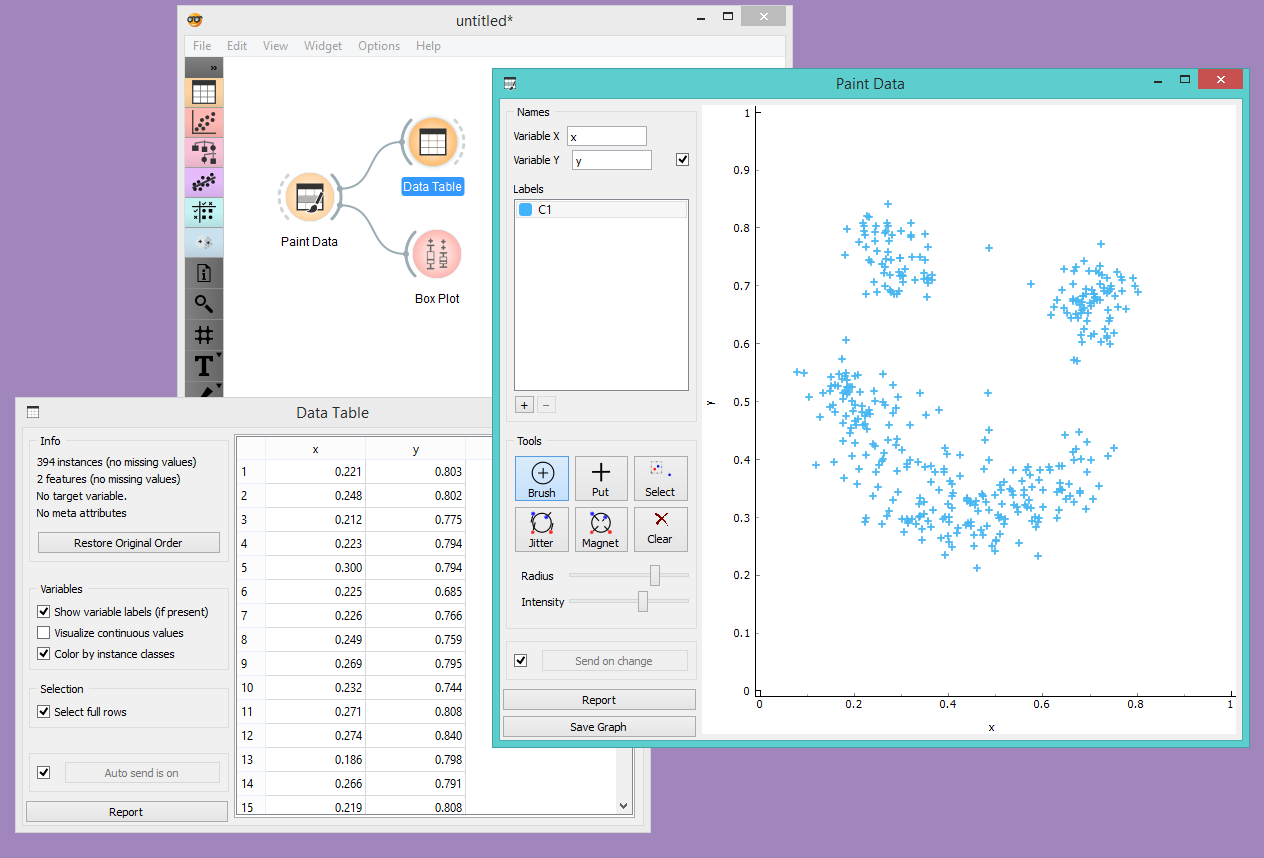 untitled*
File Edit View Widget Options Help
»
Paint Data
Data Table
Box Plot
T
Paint Data
Names
Variable X x
Variable Y y
Labels
C1
+ −
Tools
Brush Put Select
Jitter Magnet Clear
Radius
Intensity
Send on change
Report
Save Graph
1
0.9
0.8
0.7
0.6
0.5
0.4
0.3
0.2
0.1
0
y
0 0.2 0.4 0.6 0.8 1
x
Data Table
Info
394 instances (no missing values)
2 features (no missing values)
No target variable.
No meta attributes
Restore Original Order
Variables
Show variable labels (if present)
Visualize continuous values
Color by instance classes
Selection
Select full rows
Auto send is on
Report
x y
1 0.221 0.803
2 0.248 0.802
3 0.212 0.775
4 0.223 0.794
5 0.300 0.794
6 0.225 0.685
7 0.226 0.766
8 0.249 0.759
9 0.269 0.795
10 0.232 0.744
11 0.271 0.808
12 0.274 0.840
13 0.186 0.798
14 0.266 0.791
15 0.219 0.808